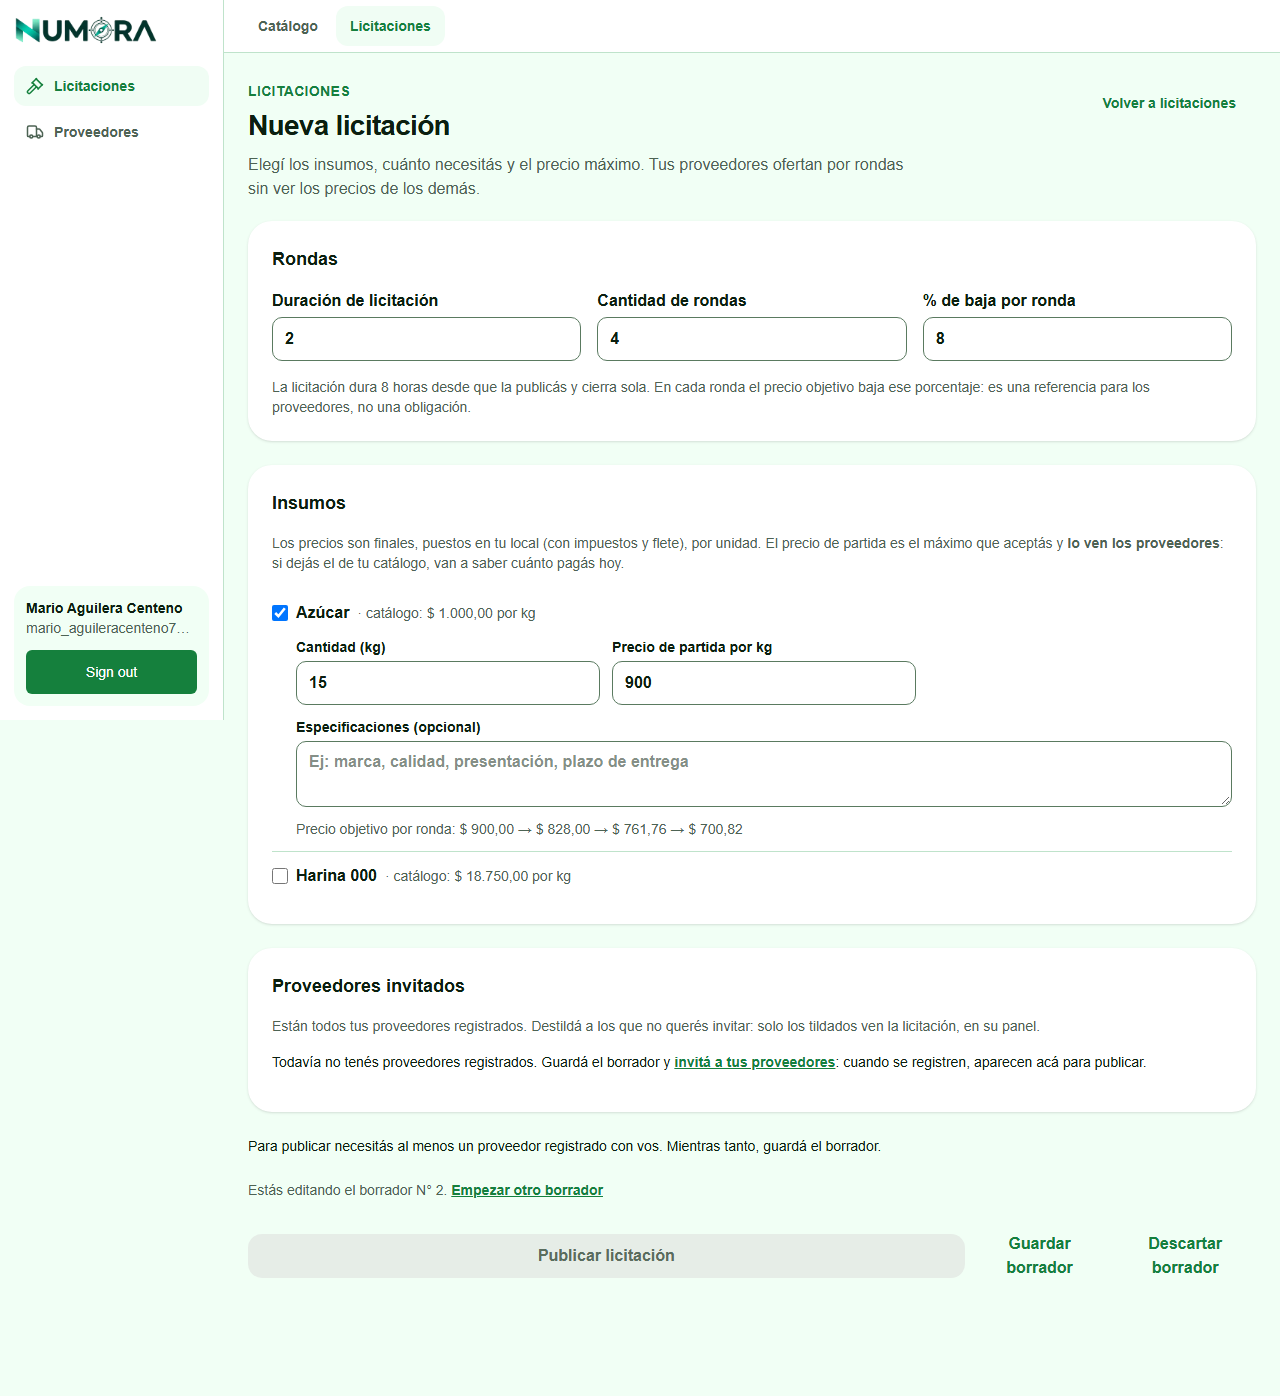 NUMORA
Catálogo
Licitaciones
Licitaciones
Proveedores
LICITACIONES
Nueva licitación
Volver a licitaciones
Elegí los insumos, cuánto necesitás y el precio máximo. Tus proveedores ofertan por rondas
sin ver los precios de los demás.
Rondas
Duración de licitación
Cantidad de rondas
% de baja por ronda
2
4
8
La licitación dura 8 horas desde que la publicás y cierra sola. En cada ronda el precio objetivo baja ese porcentaje: es una referencia para los
proveedores, no una obligación.
Insumos
Los precios son finales, puestos en tu local (con impuestos y flete), por unidad. El precio de partida es el máximo que aceptás y lo ven los proveedores:
si dejás el de tu catálogo, van a saber cuánto pagás hoy.
Azúcar · catálogo: $ 1.000,00 por kg
Cantidad (kg)
Precio de partida por kg
15
900
Especificaciones (opcional)
Ej: marca, calidad, presentación, plazo de entrega
Precio objetivo por ronda: $ 900,00 → $ 828,00 → $ 761,76 → $ 700,82
Harina 000 · catálogo: $ 18.750,00 por kg
Proveedores invitados
Están todos tus proveedores registrados. Destildá a los que no querés invitar: solo los tildados ven la licitación, en su panel.
Todavía no tenés proveedores registrados. Guardá el borrador y invitá a tus proveedores: cuando se registren, aparecen acá para publicar.
Para publicar necesitás al menos un proveedor registrado con vos. Mientras tanto, guardá el borrador.
Estás editando el borrador N° 2. Empezar otro borrador
Publicar licitación
Guardar
borrador
Descartar
borrador
Mario Aguilera Centeno
mario_aguileracenteno7…
Sign out